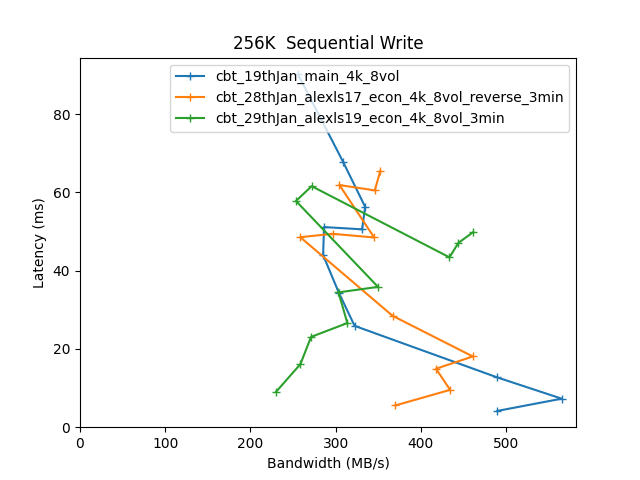 256K  Sequential Write
cbt_19thJan_main_4k_8vol
cbt_28thJan_alexls17_econ_4k_8vol_reverse_3min
cbt_29thJan_alexls19_econ_4k_8vol_3min
Latency (ms)
80
60
40
20
0
0 100 200 300 400 500
Bandwidth (MB/s)